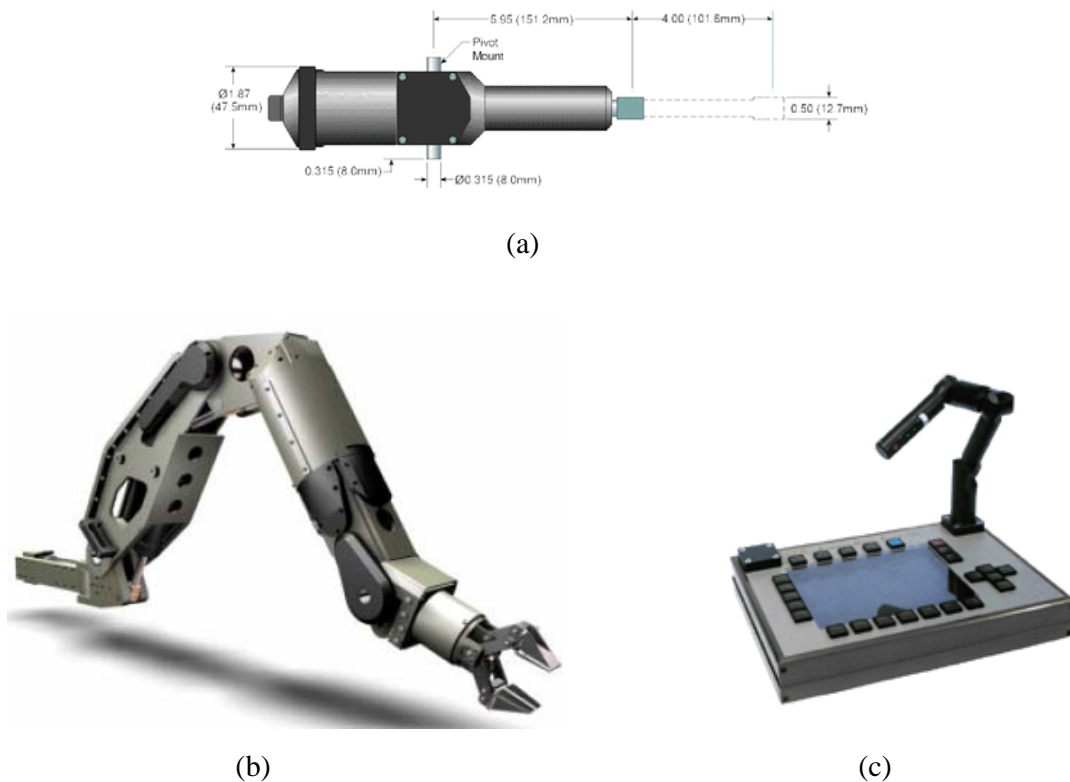 5.95 (151.2mm)
4.00 (101.6mm)
Pivot
Mount
Ø1.87
(47.5mm)
0.50 (12.7mm)
0.315 (8.0mm)
Ø0.315 (8.0mm)
(a)
(b)
(c)